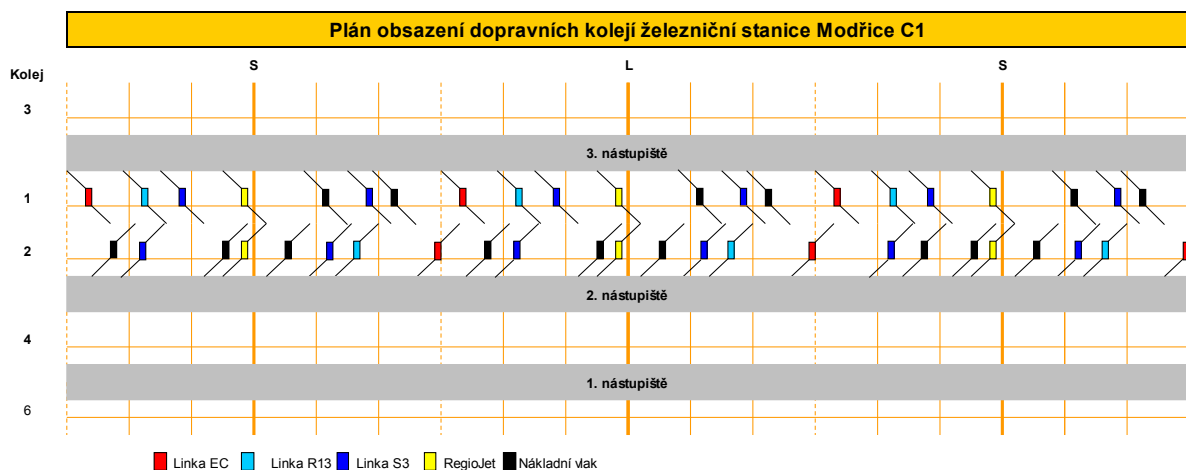 Plán obsazení dopravních kolejí železniční stanice Modřice C1
S L S
Kolej
3
3. nástupiště
1
2
2. nástupiště
4
1. nástupiště
6
Linka EC Linka R13 Linka S3 RegioJet Nákladní vlak